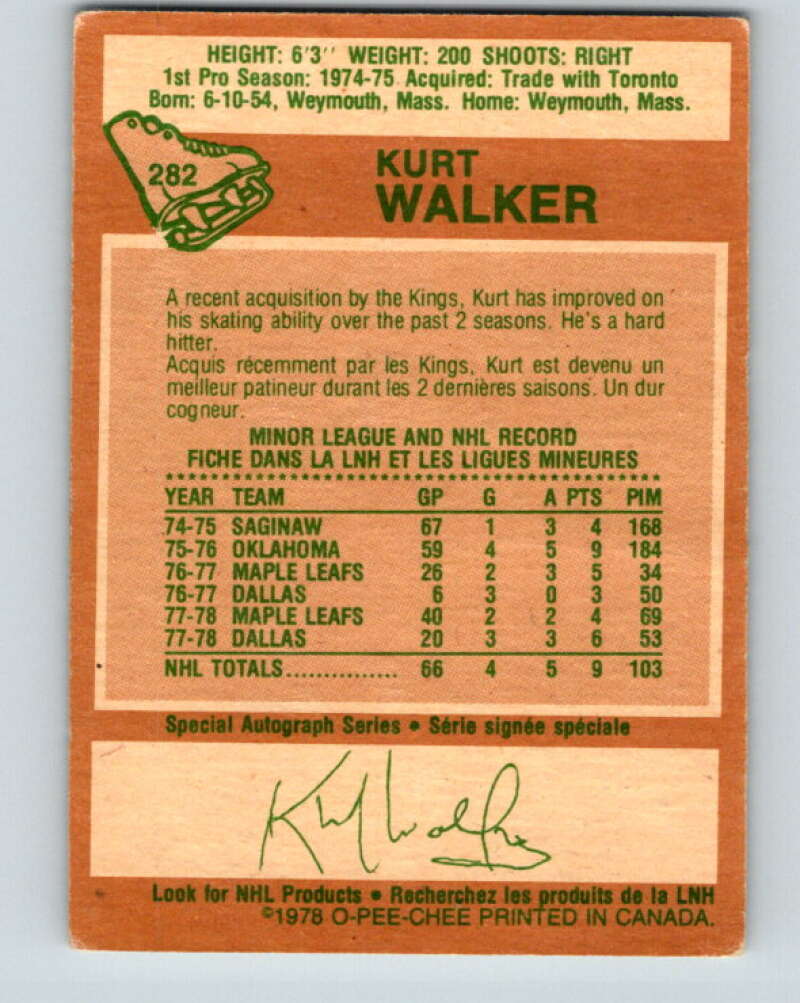 HEIGHT: 6'3'' WEIGHT: 200 SHOOTS: RIGHT
1st Pro Season: 1974-75 Acquired: Trade with Toronto
Born: 6-10-54, Weymouth, Mass. Home: Weymouth, Mass.
282
KURT
WALKER
A recent acquisition by the Kings, Kurt has improved on
his skating ability over the past 2 seasons. He's a hard
hitter.
Acquis récemment par les Kings, Kurt est devenu un
meilleur patineur durant les 2 dernières saisons. Un dur
cogneur.
MINOR LEAGUE AND NHL RECORD
FICHE DANS LA LNH ET LES LIGUES MINEURES
YEAR TEAM GP G A PTS PIM
74-75 SAGINAW 67 1 3 4 168
75-76 OKLAHOMA 59 4 5 9 184
76-77 MAPLE LEAFS 26 2 3 5 34
76-77 DALLAS 6 3 0 3 50
77-78 MAPLE LEAFS 40 2 2 4 69
77-78 DALLAS 20 3 3 6 53
NHL TOTALS............... 66 4 5 9 103
Special Autograph Series • Série signée spéciale
Kurt Walker
Look for NHL Products • Recherchez les produits de la LNH
©1978 O-PEE-CHEE PRINTED IN CANADA.